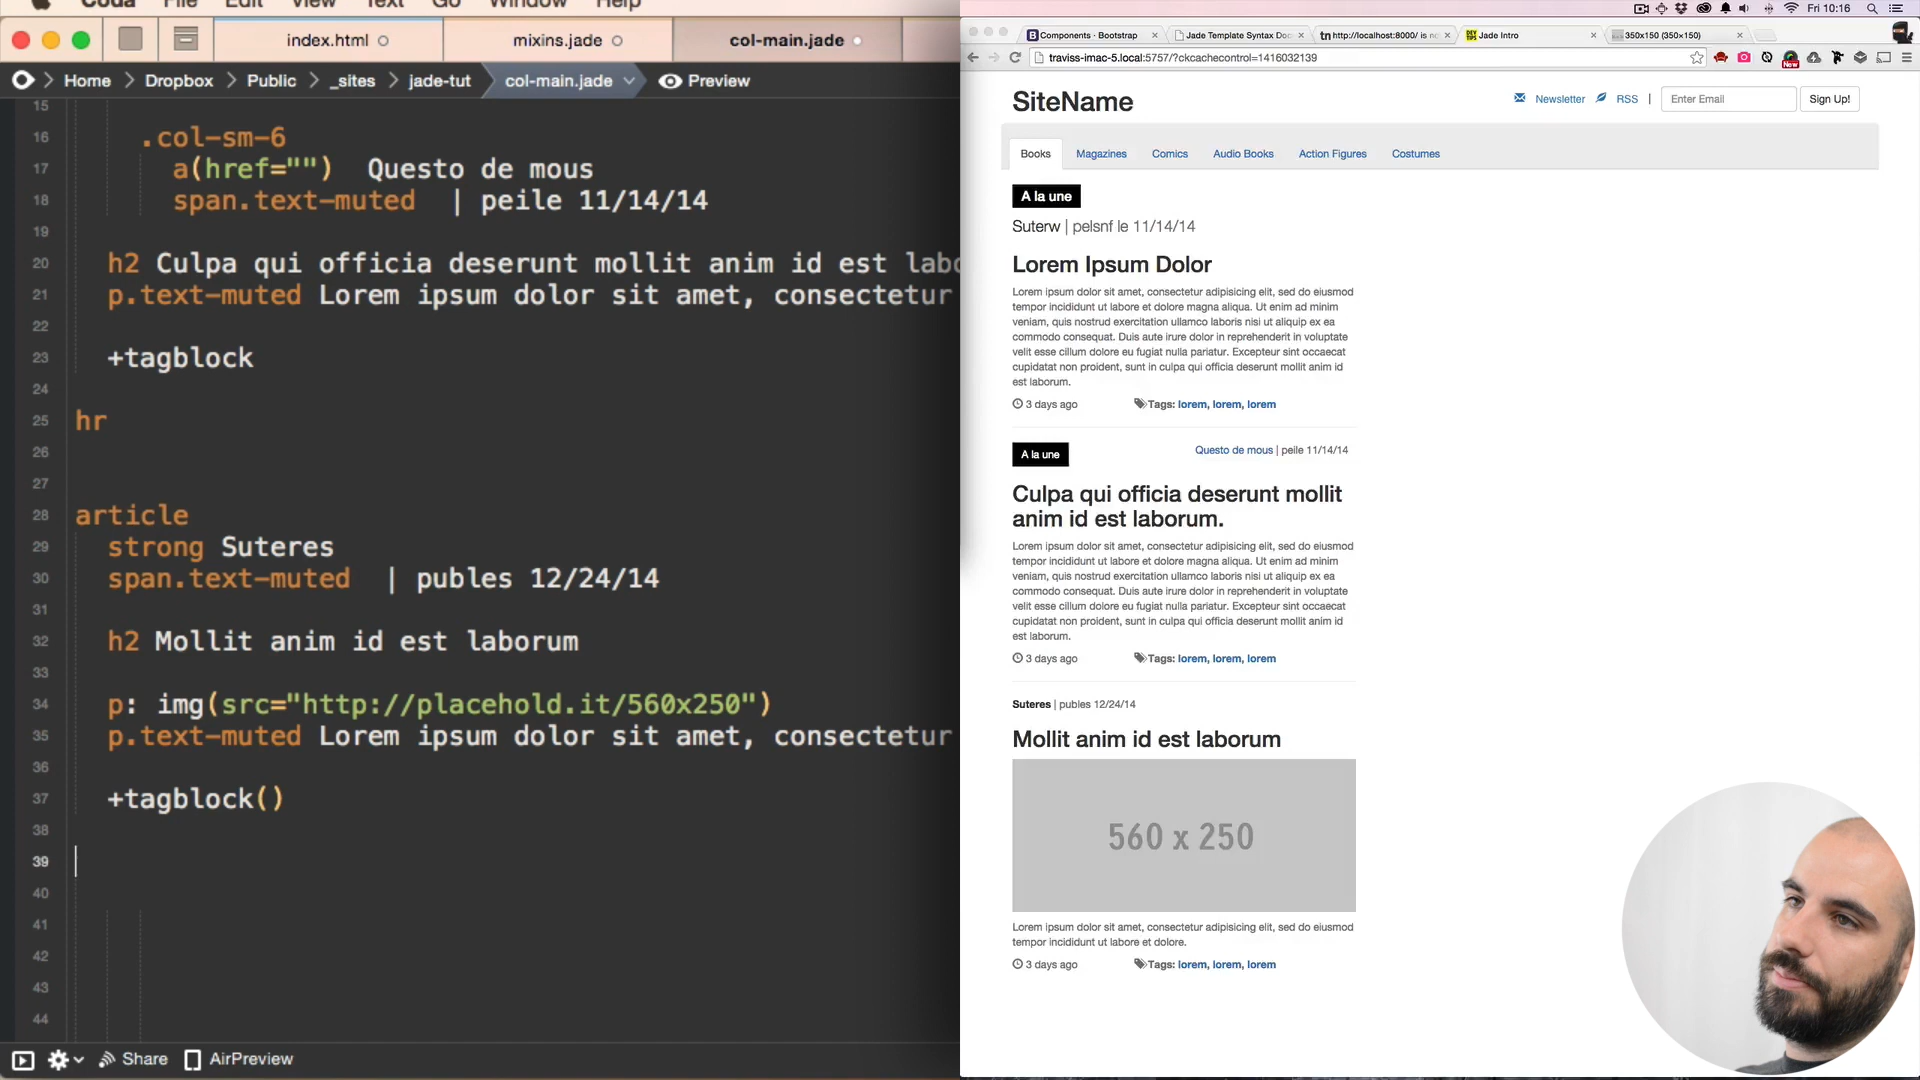 Coda File Edit View Text Go Window Help
index.html
mixins.jade
col-main.jade
Home Dropbox Public _sites jade-tut col-main.jade Preview
15
16 .col-sm-6
17 a(href="") Questo de mous
18 span.text-muted | peile 11/14/14
19
20 h2 Culpa qui officia deserunt mollit anim id est labo
21 p.text-muted Lorem ipsum dolor sit amet, consectetur
22
23 +tagblock
24
25 hr
26
27
28 article
29 strong Suteres
30 span.text-muted | publes 12/24/14
31
32 h2 Mollit anim id est laborum
33
34 p: img(src="http://placehold.it/560x250")
35 p.text-muted Lorem ipsum dolor sit amet, consectetur
36
37 +tagblock()
38
39
40
41
42
43
44
Share AirPreview
Fri 10:16
Components · Bootstrap
Jade Template Syntax Do
http://localhost:8000/ is no
Jade Intro
350x150 (350×150)
traviss-imac-5.local:5757/?ckcachecontrol=1416032139
New
SiteName
Newsletter RSS | Enter Email Sign Up!
Books Magazines Comics Audio Books Action Figures Costumes
A la une
Suterw | pelsnf le 11/14/14
Lorem Ipsum Dolor
Lorem ipsum dolor sit amet, consectetur adipisicing elit, sed do eiusmod
tempor incididunt ut labore et dolore magna aliqua. Ut enim ad minim
veniam, quis nostrud exercitation ullamco laboris nisi ut aliquip ex ea
commodo consequat. Duis aute irure dolor in reprehenderit in voluptate
velit esse cillum dolore eu fugiat nulla pariatur. Excepteur sint occaecat
cupidatat non proident, sunt in culpa qui officia deserunt mollit anim id
est laborum.
3 days ago Tags: lorem, lorem, lorem
A la une Questo de mous | peile 11/14/14
Culpa qui officia deserunt mollit
anim id est laborum.
Lorem ipsum dolor sit amet, consectetur adipisicing elit, sed do eiusmod
tempor incididunt ut labore et dolore magna aliqua. Ut enim ad minim
veniam, quis nostrud exercitation ullamco laboris nisi ut aliquip ex ea
commodo consequat. Duis aute irure dolor in reprehenderit in voluptate
velit esse cillum dolore eu fugiat nulla pariatur. Excepteur sint occaecat
cupidatat non proident, sunt in culpa qui officia deserunt mollit anim id
est laborum.
3 days ago Tags: lorem, lorem, lorem
Suteres | publes 12/24/14
Mollit anim id est laborum
560 x 250
Lorem ipsum dolor sit amet, consectetur adipisicing elit, sed do eiusmod
tempor incididunt ut labore et dolore.
3 days ago Tags: lorem, lorem, lorem